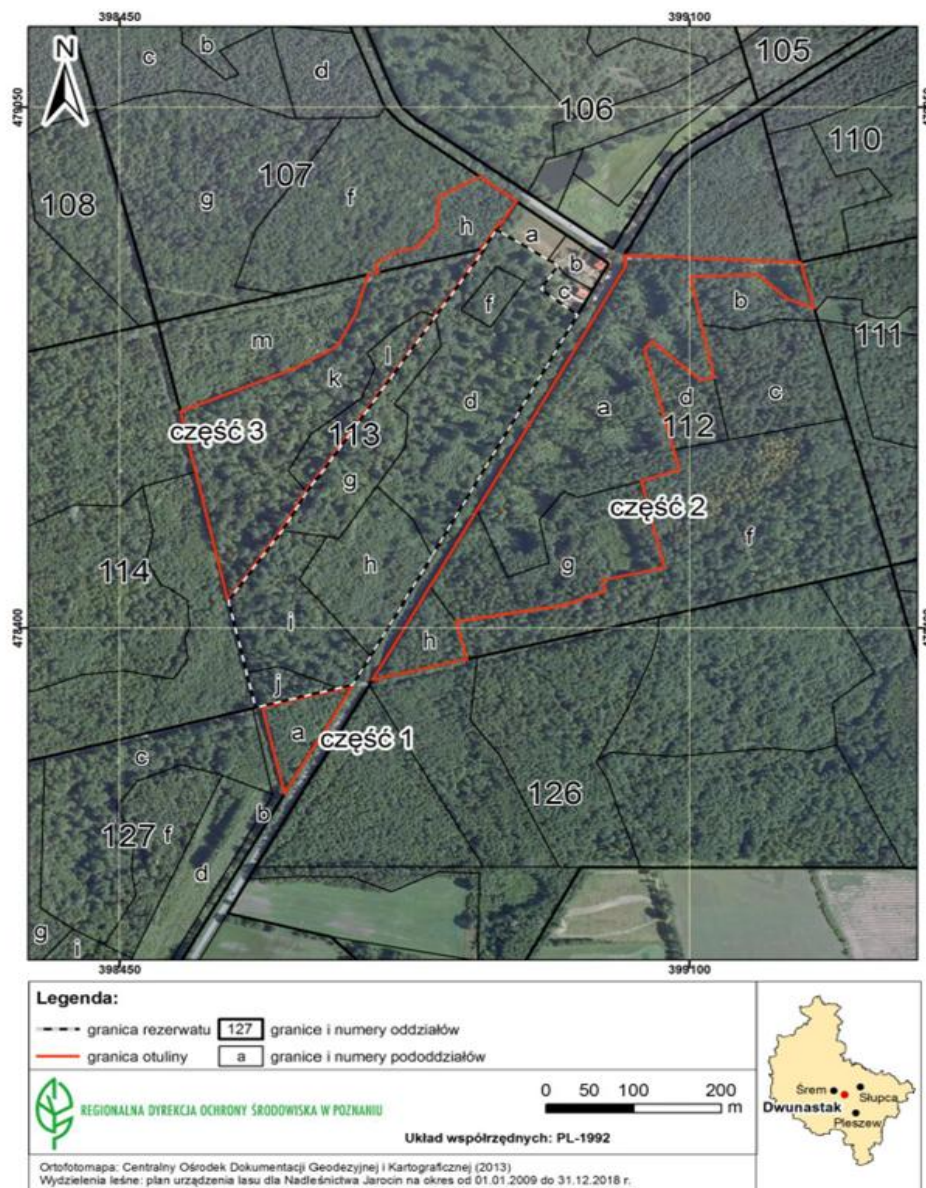 398450 399100
N
c b d 105
479050
106
110
107
108 g f
h a
b
c
f b 111
m
l
k d a d c
część 3 112
113
g część 2 f
114 h g
478400
i h
j
a część 1
c
126
b
127 f
d
g
i
398450 399100
Legenda:
granica rezerwatu 127 granice i numery oddziałów
granica otuliny a granice i numery pododdziałów
REGIONALNA DYREKCJA OCHRONY ŚRODOWISKA W POZNANIU
0 50 100 200
m
Układ współrzędnych: PL-1992
Śrem Słupca
Dwunastak
Pleszew
Ortofotomapa: Centralny Ośrodek Dokumentacji Geodezyjnej i Kartograficznej (2013)
Wydzielenia leśne: plan urządzenia lasu dla Nadleśnictwa Jarocin na okres od 01.01.2009 do 31.12.2018 r.